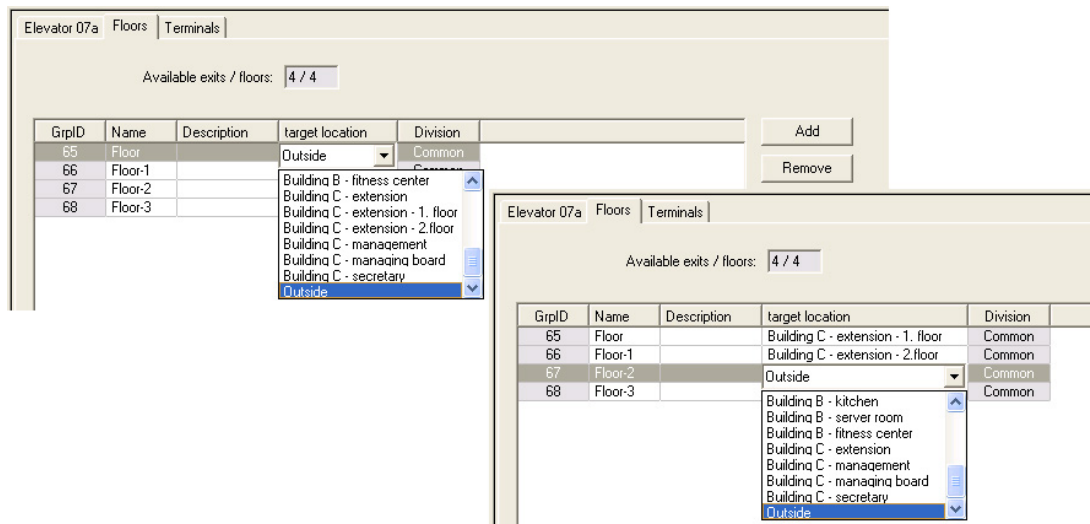 Elevator 07a Floors Terminals
Available exits / floors: 4 / 4
GrpID Name Description target location Division
65 Floor Outside Common
66 Floor-1
67 Floor-2
68 Floor-3
Building B - fitness center
Building C - extension
Building C - extension - 1. floor
Building C - extension - 2.floor
Building C - management
Building C - managing board
Building C - secretary
Outside
Add
Remove
Elevator 07a Floors Terminals
Available exits / floors: 4 / 4
GrpID Name Description target location Division
65 Floor Building C - extension - 1. floor Common
66 Floor-1 Building C - extension - 2.floor Common
67 Floor-2 Outside Common
68 Floor-3 Common
Building B - kitchen
Building B - server room
Building B - fitness center
Building C - extension
Building C - management
Building C - managing board
Building C - secretary
Outside